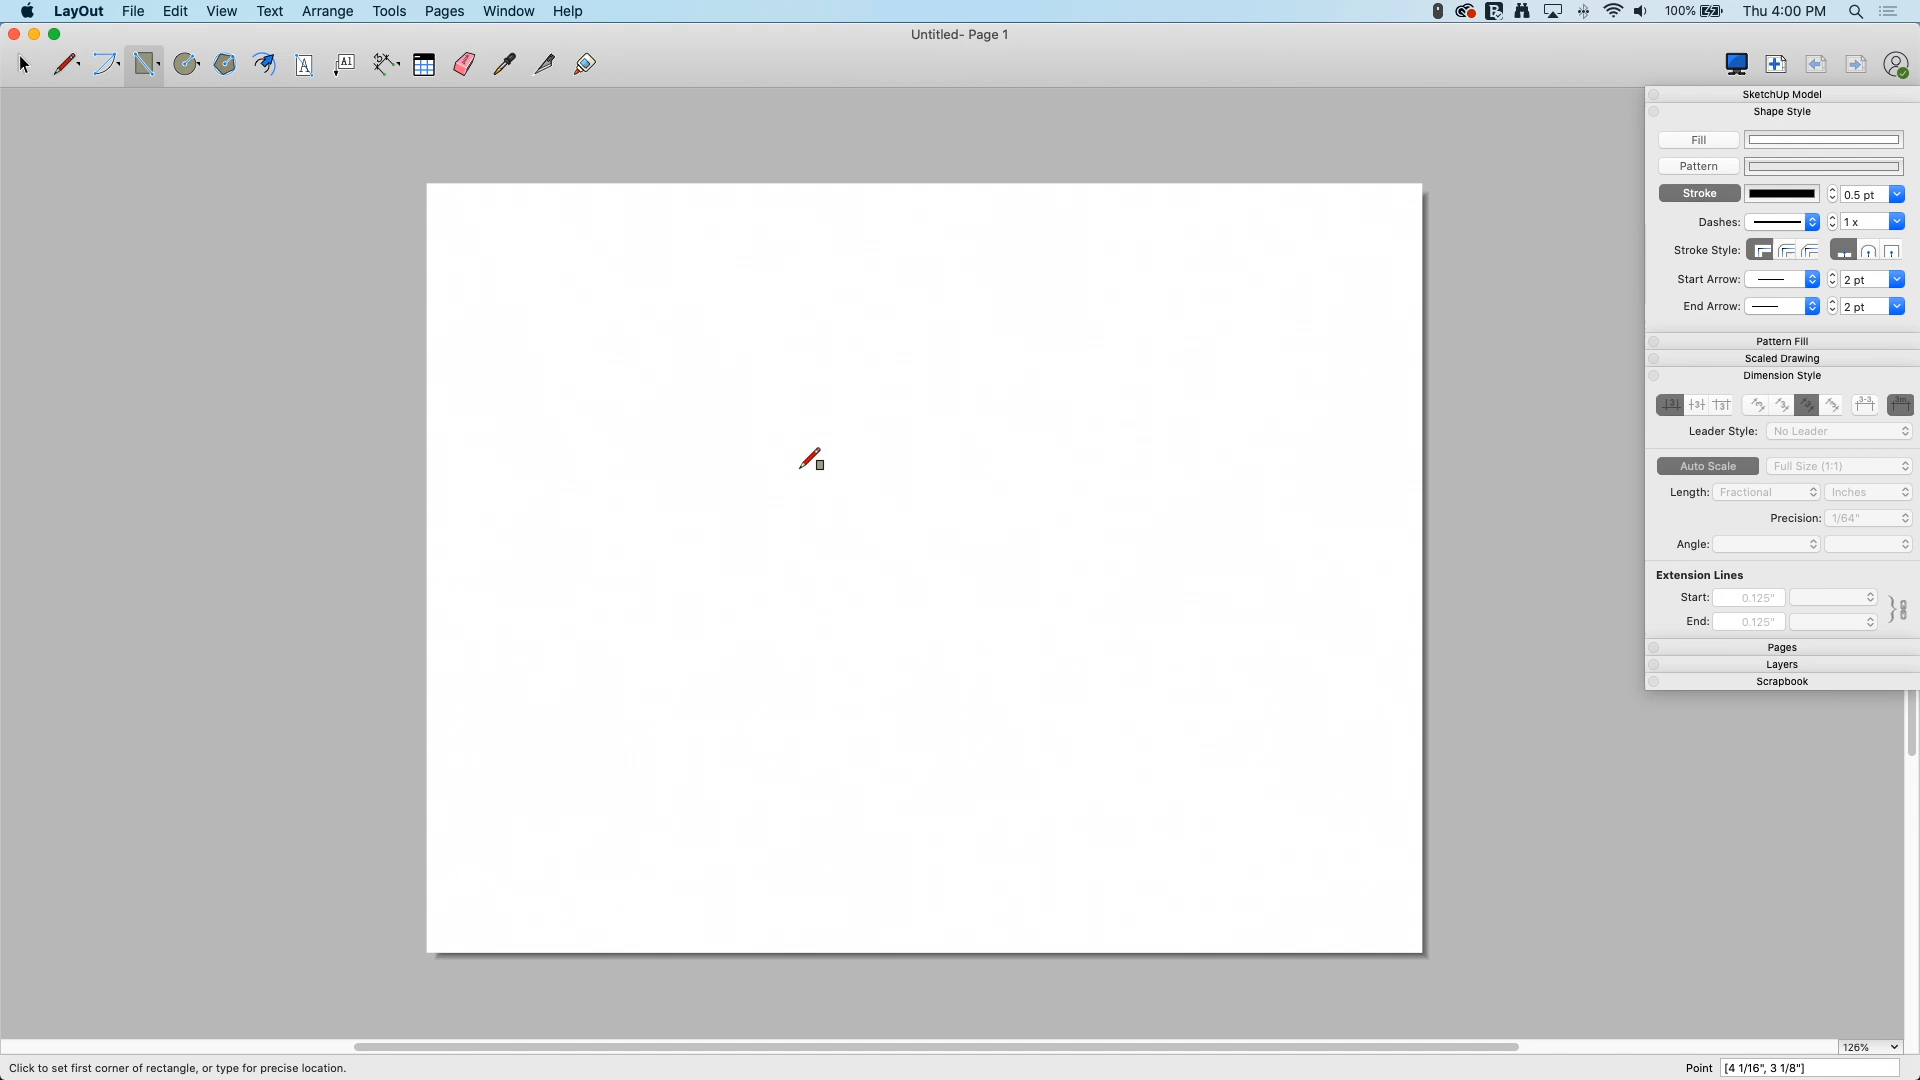 LayOut File Edit View Text Arrange Tools Pages Window Help 100% Thu 4:00 PM
Untitled- Page 1
A A1
SketchUp Model
Shape Style
Fill
Pattern
Stroke 0.5 pt
Dashes: 1 x
Stroke Style:
Start Arrow: 2 pt
End Arrow: 2 pt
Pattern Fill
Scaled Drawing
Dimension Style
Leader Style: No Leader
Auto Scale Full Size (1:1)
Length: Fractional Inches
Precision: 1/64"
Angle:
Extension Lines
Start: 0.125"
End: 0.125"
Pages
Layers
Scrapbook
126%
Click to set first corner of rectangle, or type for precise location. Point [4 1/16", 3 1/8"]